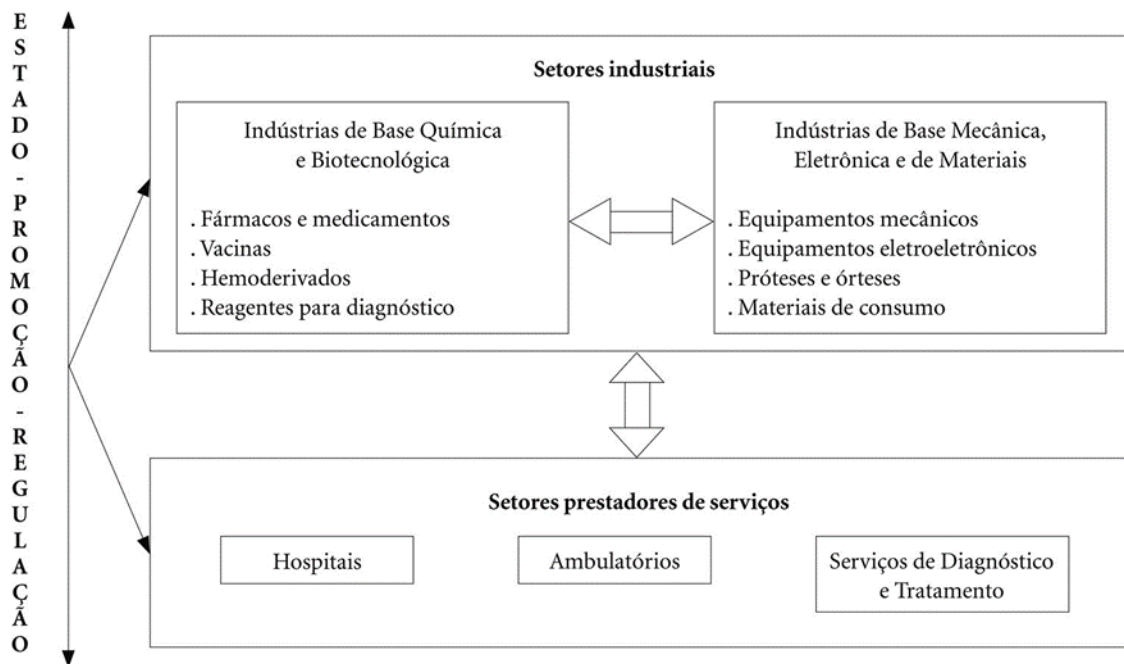 ESTADO-PROMOÇÃO-REGULAÇÃO
Setores industriais
Indústrias de Base Química
e Biotecnológica
. Fármacos e medicamentos
. Vacinas
. Hemoderivados
. Reagentes para diagnóstico
Indústrias de Base Mecânica,
Eletrônica e de Materiais
. Equipamentos mecânicos
. Equipamentos eletroeletrônicos
. Próteses e órteses
. Materiais de consumo
Setores prestadores de serviços
Hospitais
Ambulatórios
Serviços de Diagnóstico
e Tratamento